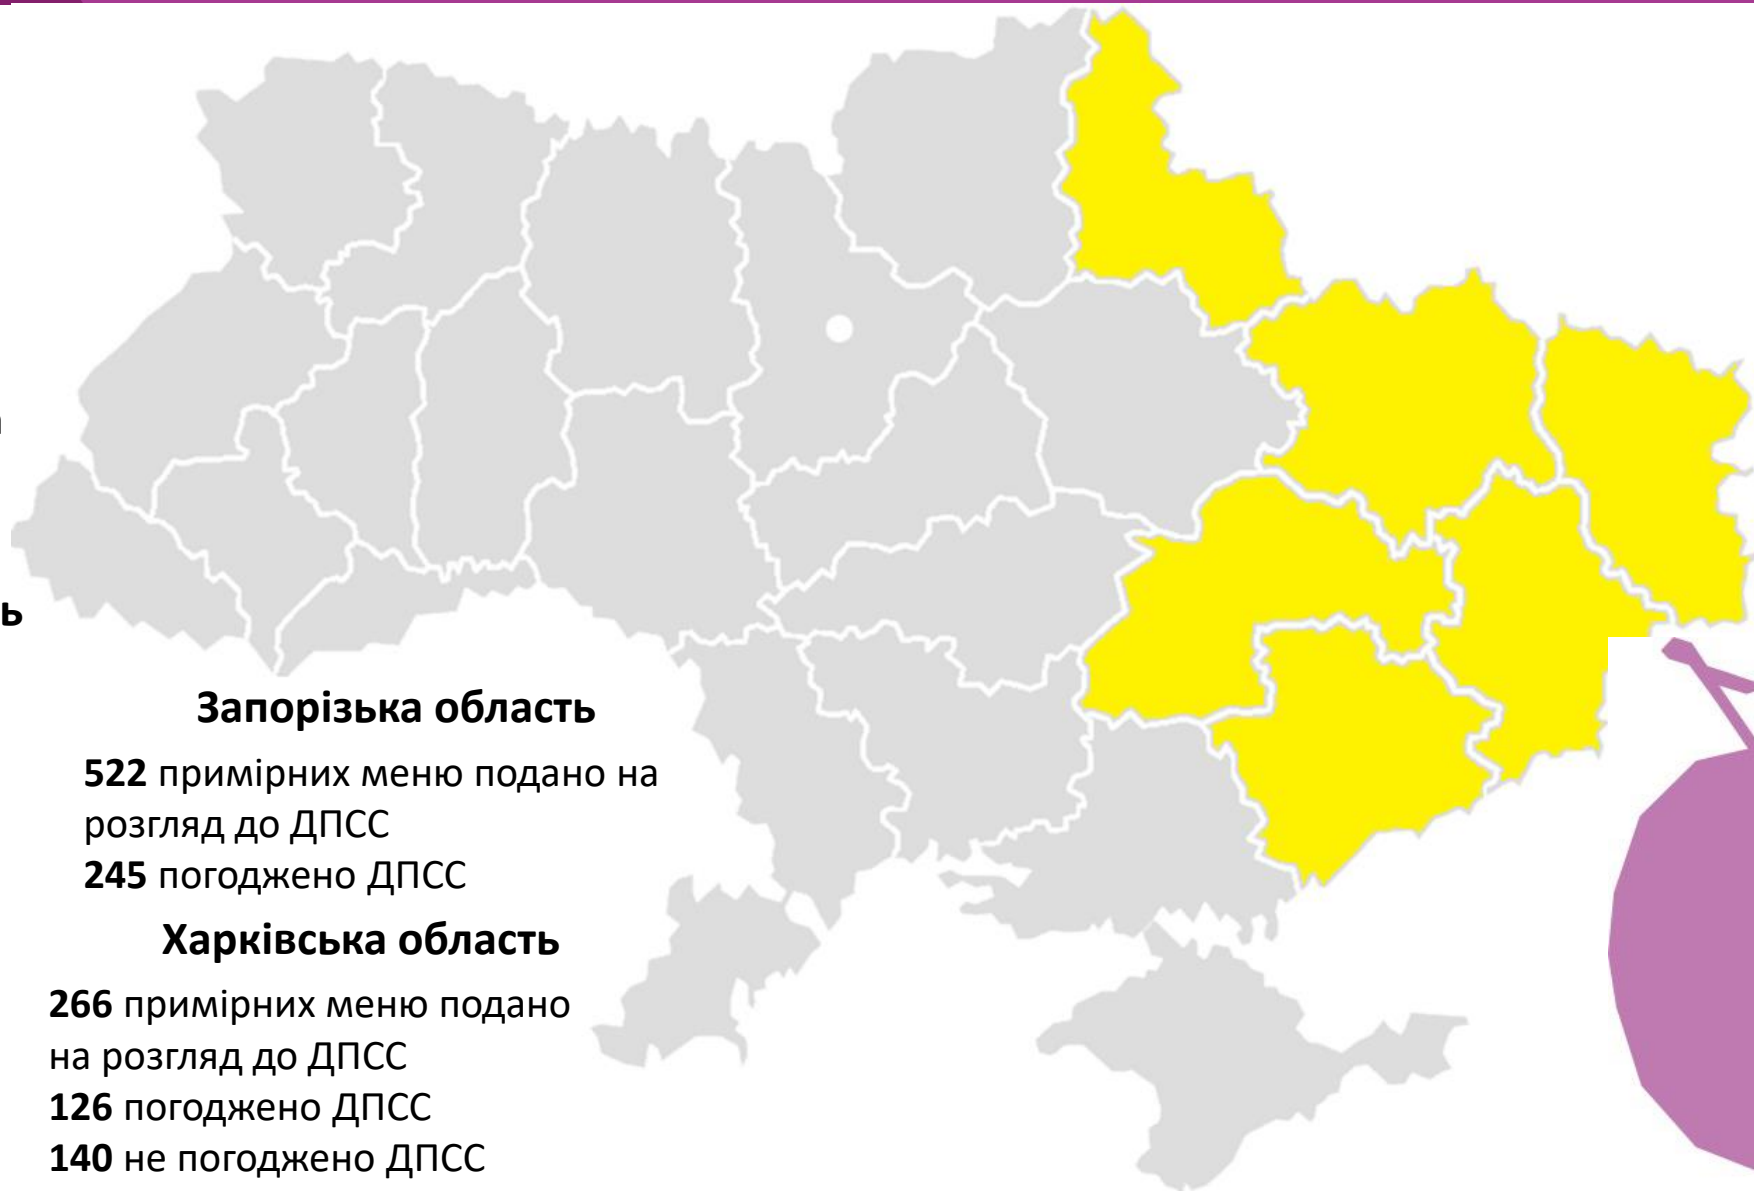 ь
Запорізька область
522 примірних меню подано на
розгляд до ДПСС
245 погоджено ДПСС
Харківська область
266 примірних меню подано
на розгляд до ДПСС
126 погоджено ДПСС
140 не погоджено ДПСС